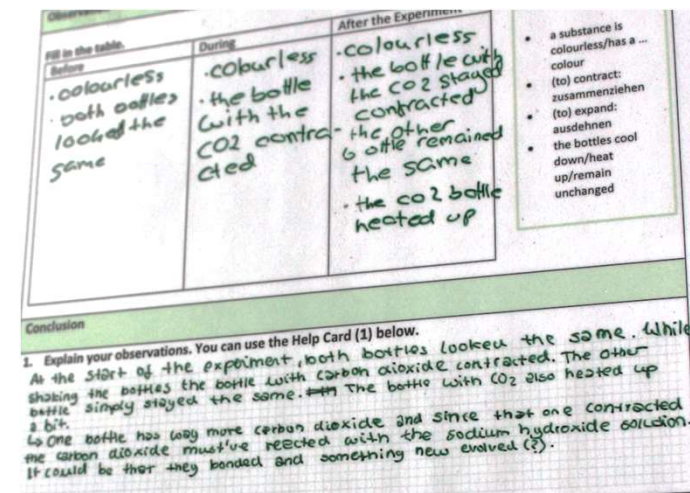 After the Experiment
Fill in the table.
Before
During
· colourless
· both bottles
looked the
same
· colourless
· the bottle
with the
CO2 contra-
cted
· colourless
· the bottle with
the CO2 stayed
contracted
the other
bottle remained
the same
· the CO2 bottle
heated up
• a substance is
colourless/has a ...
colour
• (to) contract:
zusammenziehen
• (to) expand:
ausdehnen
• the bottles cool
down/heat
up/remain
unchanged
Conclusion
1. Explain your observations. You can use the Help Card (1) below.
At the start of the expoiment, both bottles looked the same. While
shaking the bottles the bottle with carbon dioxide contracted. The other
bottle simply stayed the same. The bottle with CO2 also heated up
a bit.
↳ One bottle has way more carbon dioxide and since that one contracted
the carbon dioxide must've reected with the sodium hydroxide solution.
It could be that they bonded and something new evolved (?).